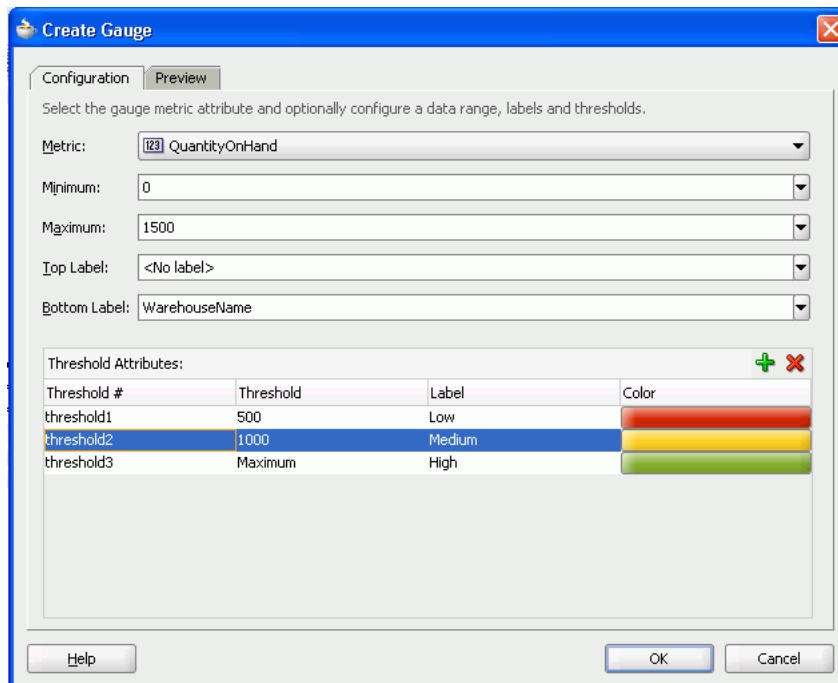 Create Gauge
Configuration Preview
Select the gauge metric attribute and optionally configure a data range, labels and thresholds.
Metric: 123 QuantityOnHand
Minimum: 0
Maximum: 1500
Top Label: <No label>
Bottom Label: WarehouseName
Threshold Attributes:
Threshold # Threshold Label Color
threshold1 500 Low
threshold2 1000 Medium
threshold3 Maximum High
Help OK Cancel